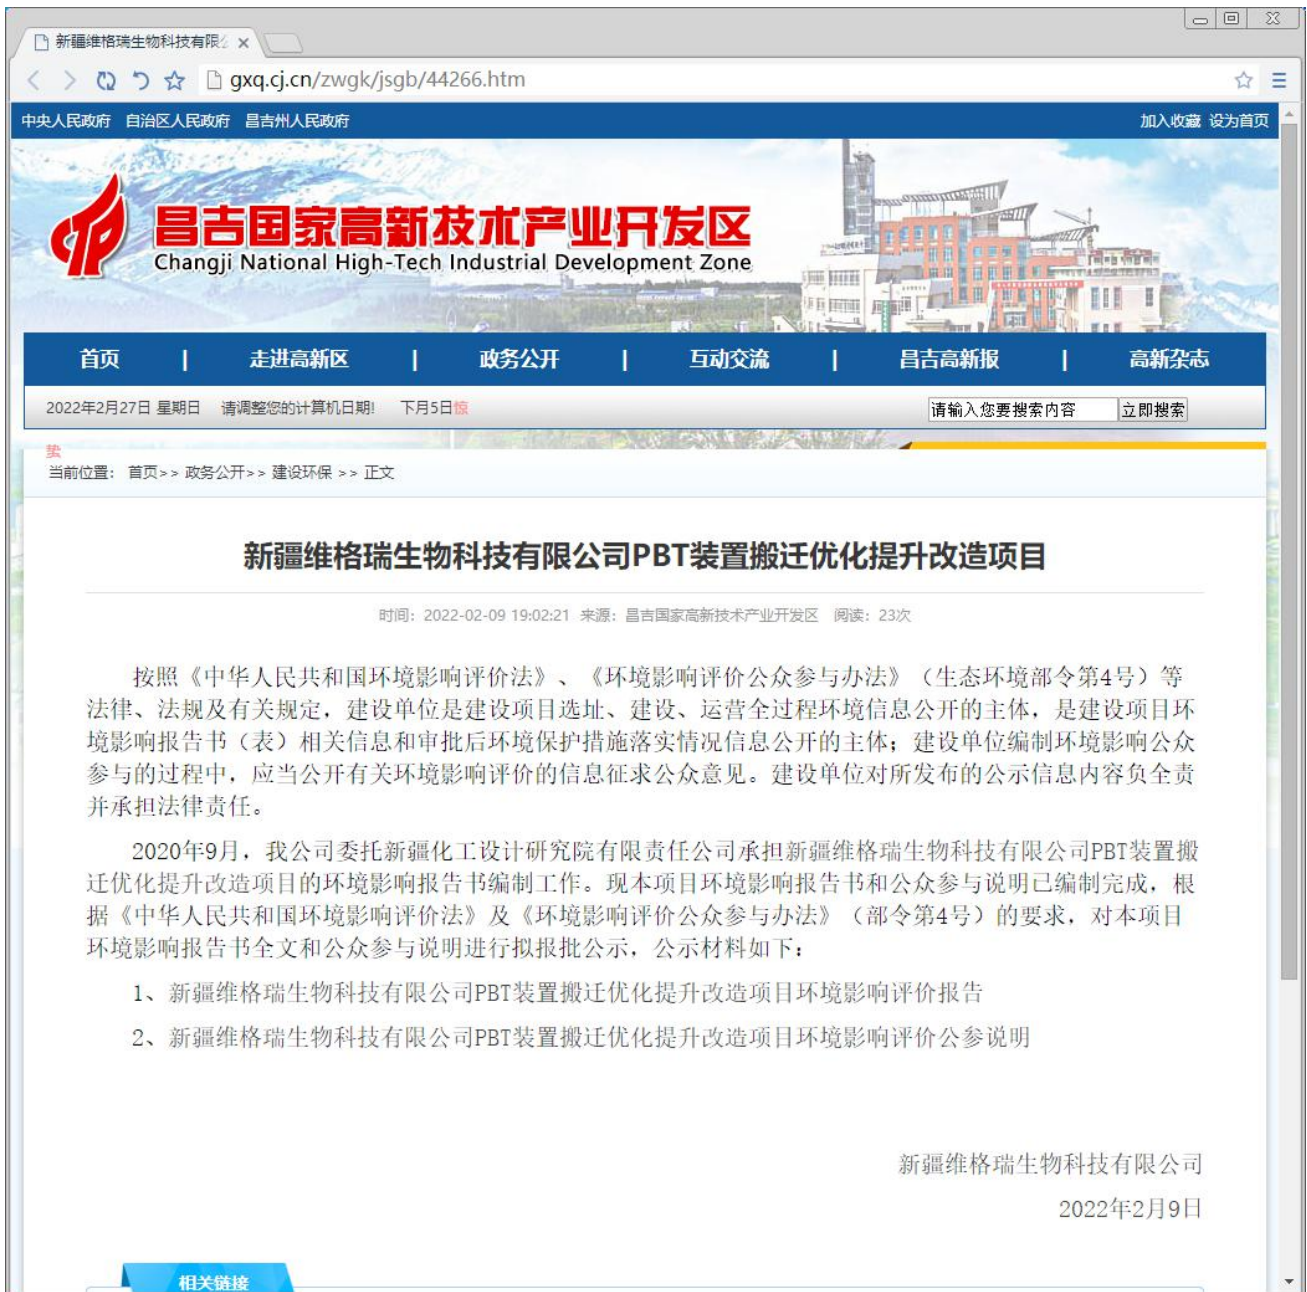 新疆维格瑞生物科技有限公
gxq.cj.cn/zwgk/jsgb/44266.htm
中央人民政府 自治区人民政府 昌吉州人民政府 加入收藏 设为首页
昌吉国家高新技术产业开发区
Changji National High-Tech Industrial Development Zone
首页 | 走进高新区 | 政务公开 | 互动交流 | 昌吉高新报 | 高新杂志
2022年2月27日 星期日 请调整您的计算机日期! 下月5日惊 请输入您要搜索内容 立即搜索
蛰
当前位置: 首页>> 政务公开>> 建设环保 >> 正文
新疆维格瑞生物科技有限公司PBT装置搬迁优化提升改造项目
时间: 2022-02-09 19:02:21 来源: 昌吉国家高新技术产业开发区 阅读: 23次
按照《中华人民共和国环境影响评价法》、《环境影响评价公众参与办法》（生态环境部令第4号）等
法律、法规及有关规定，建设单位是建设项目选址、建设、运营全过程环境信息公开的主体，是建设项目环
境影响报告书（表）相关信息和审批后环境保护措施落实情况信息公开的主体；建设单位编制环境影响公众
参与的过程中，应当公开有关环境影响评价的信息征求公众意见。建设单位对所发布的公示信息内容负全责
并承担法律责任。
2020年9月，我公司委托新疆化工设计研究院有限责任公司承担新疆维格瑞生物科技有限公司PBT装置搬
迁优化提升改造项目的环境影响报告书编制工作。现本项目环境影响报告书和公众参与说明已编制完成，根
据《中华人民共和国环境影响评价法》及《环境影响评价公众参与办法》（部令第4号）的要求，对本项目
环境影响报告书全文和公众参与说明进行拟报批公示，公示材料如下：
1、新疆维格瑞生物科技有限公司PBT装置搬迁优化提升改造项目环境影响评价报告
2、新疆维格瑞生物科技有限公司PBT装置搬迁优化提升改造项目环境影响评价公参说明
新疆维格瑞生物科技有限公司
2022年2月9日
相关链接